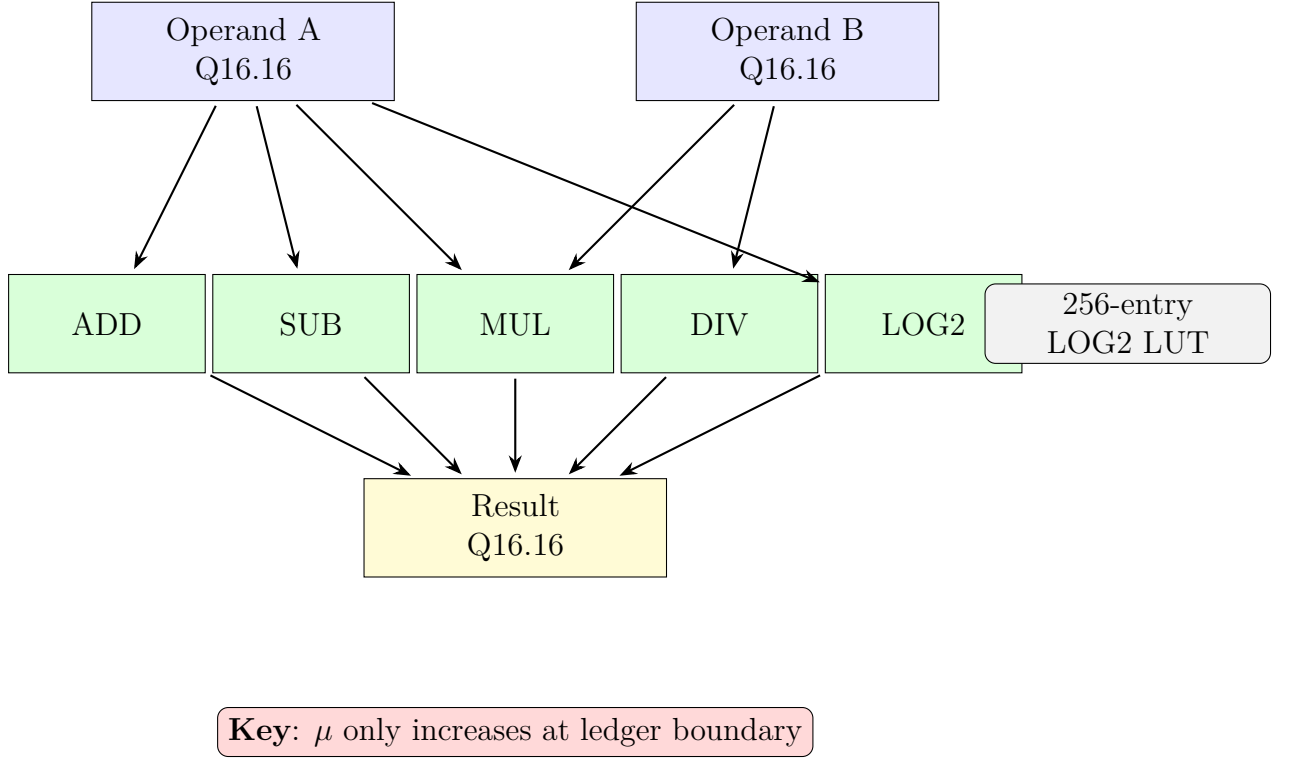 Operand A
Q16.16
Operand B
Q16.16
ADD
SUB
MUL
DIV
LOG2
256-entry
LOG2 LUT
Result
Q16.16
Key: μ only increases at ledger boundary